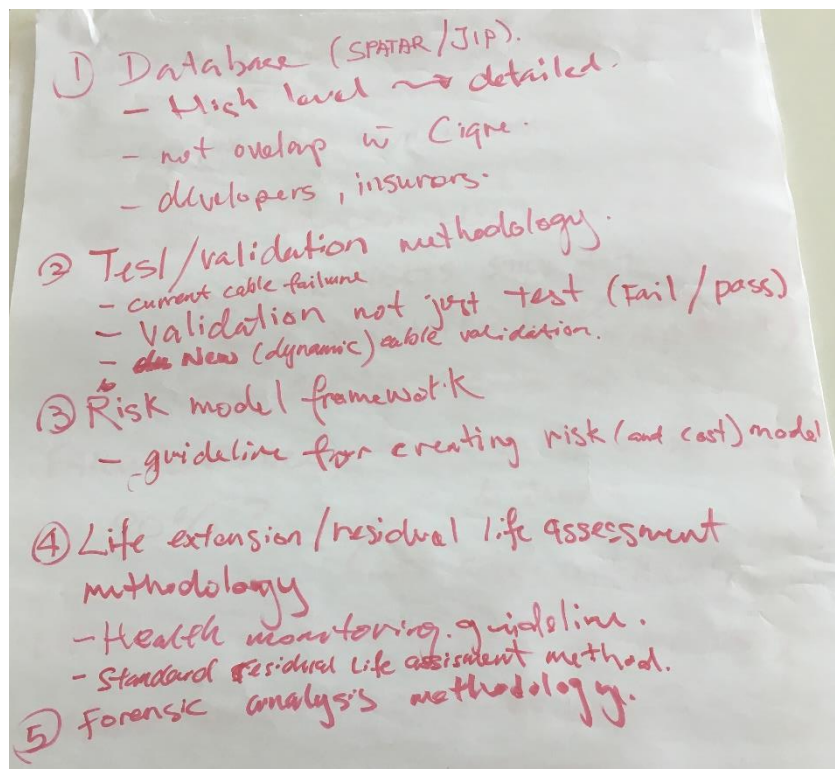 ① Database (SPATAR/JIP).
- High level → detailed.
- not overlap w̄ Cigre.
- developers, insurors.
② Test/validation methodology.
- current cable failure
- validation not just test (Fail/pass)
- New (dynamic) cable validation.
③ Risk model framework
- guideline for creating risk (and cost) model
④ Life extension/residual life assessment
methodology
- Health monitoring guideline.
- Standard residual Life assisment method.
⑤ Forensic analysis methodology.